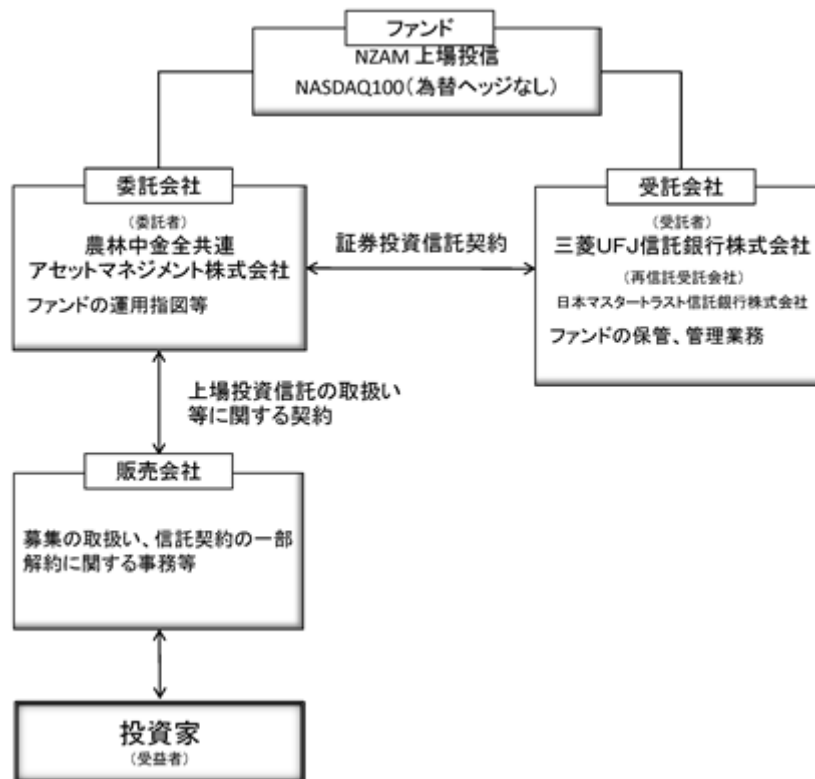 ファンド
NZAM 上場投信
NASDAQ100(為替ヘッジなし)
委託会社
(委託者)
農林中金全共連
アセットマネジメント株式会社
ファンドの運用指図等
証券投資信託契約
受託会社
(受託者)
三菱UFJ信託銀行株式会社
(再信託受託会社)
日本マスタートラスト信託銀行株式会社
ファンドの保管、管理業務
上場投資信託の取扱い
等に関する契約
販売会社
募集の取扱い、信託契約の一部
解約に関する事務等
投資家
(受益者)